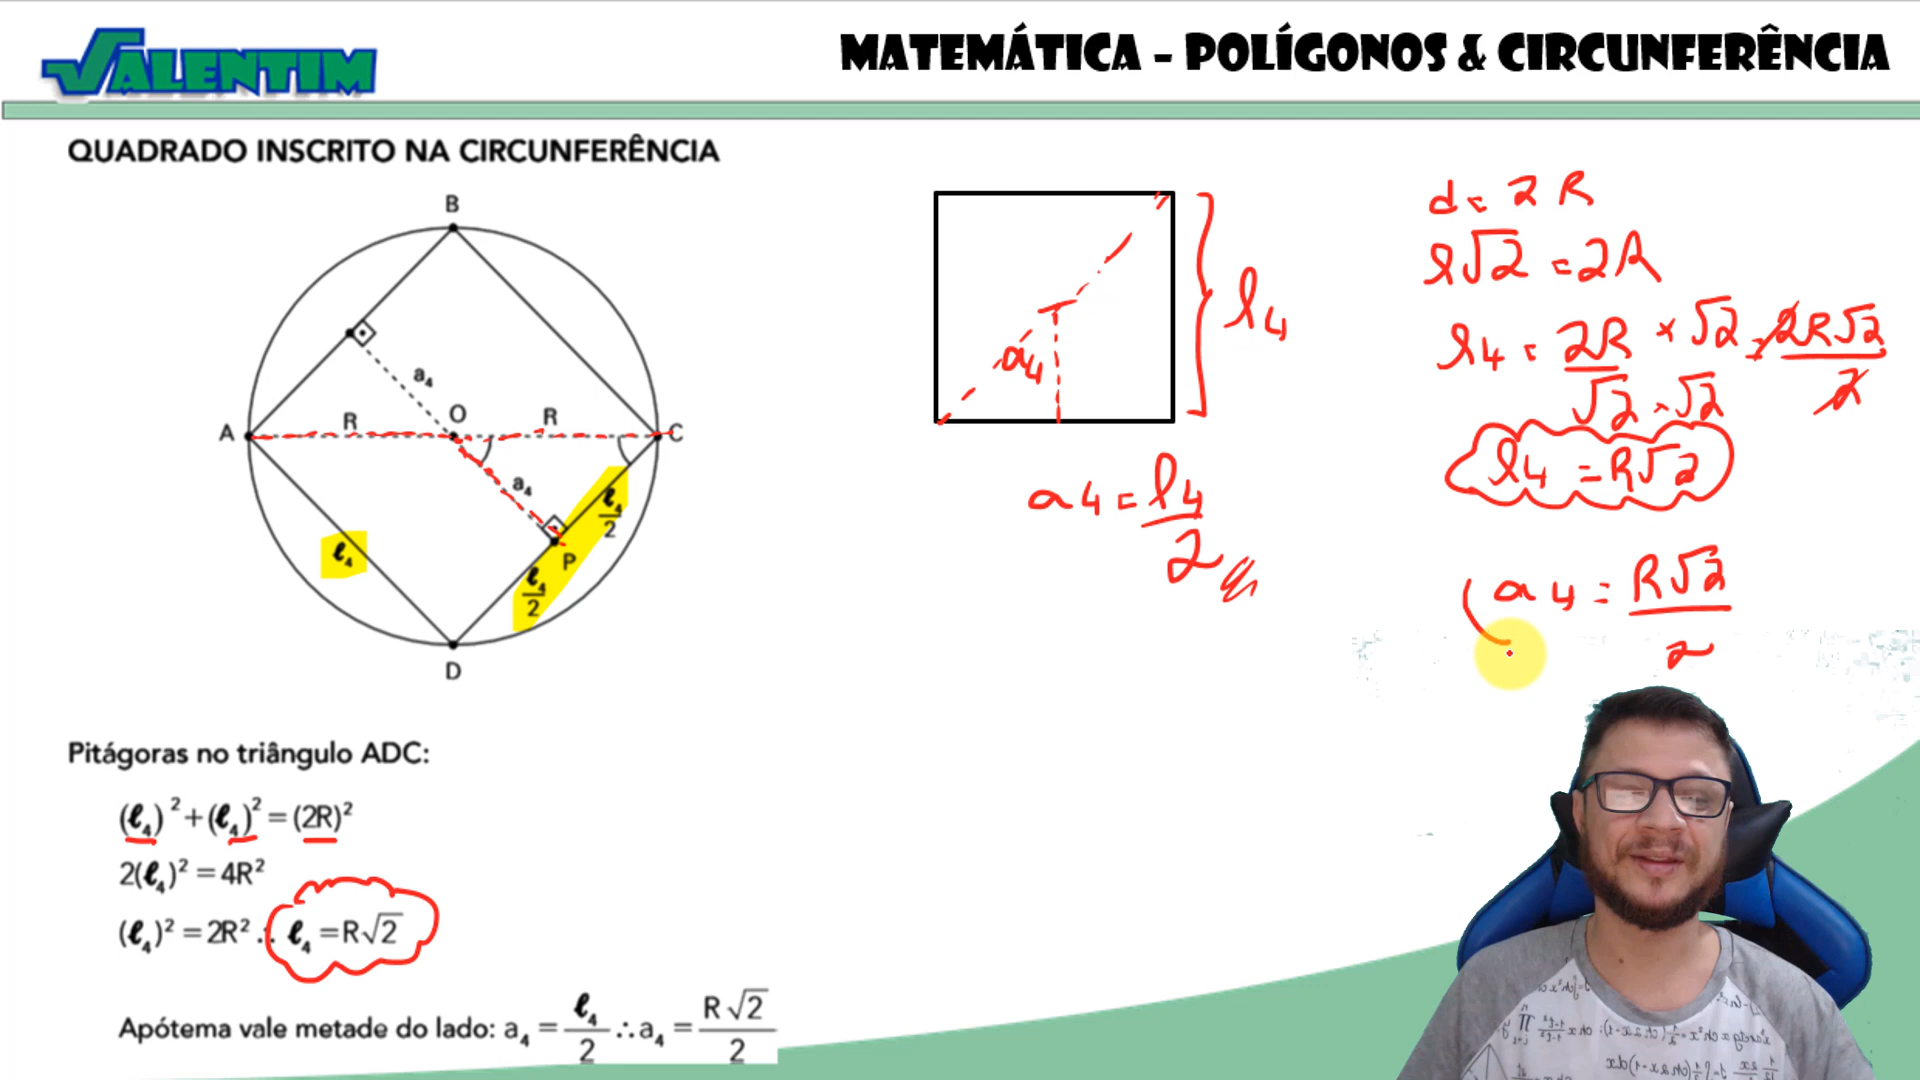 VALENTIM
MATEMÁTICA - POLÍGONOS & CIRCUNFERÊNCIA
QUADRADO INSCRITO NA CIRCUNFERÊNCIA
B
a₄
A
R
O
R
C
a₄
ℓ₄/2
P
ℓ₄
ℓ₄/2
D
Pitágoras no triângulo ADC:
(ℓ₄)² + (ℓ₄)² = (2R)²
2(ℓ₄)² = 4R²
(ℓ₄)² = 2R² ∴ ℓ₄ = R√2
Apótema vale metade do lado: a₄ = ℓ₄/2 ∴ a₄ = R√2/2
a4
l4
a4 = l4/2
d = 2R
l√2 = 2R
l4 = 2R/√2 × √2/√2 = 2R√2/2
l4 = R√2
a4 = R√2/2